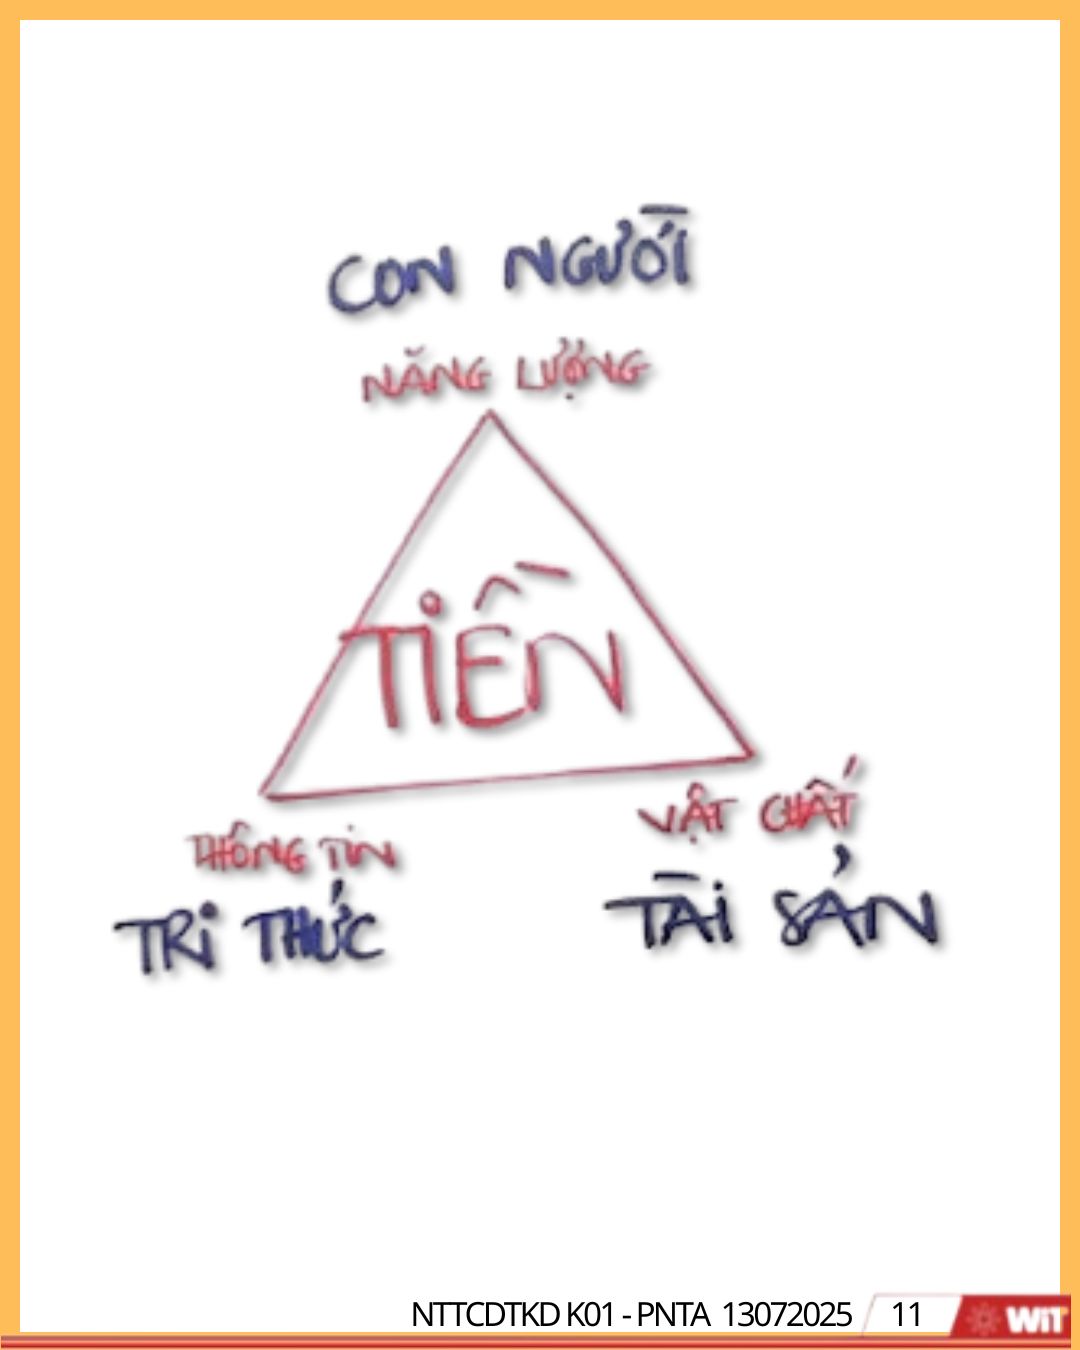 CON NGƯỜI
NĂNG LƯỢNG
TIỀN
THÔNG TIN
TRI THỨC
VẬT CHẤT
TÀI SẢN
NTTCDTKD K01 - PNTA 13072025
11
WiT